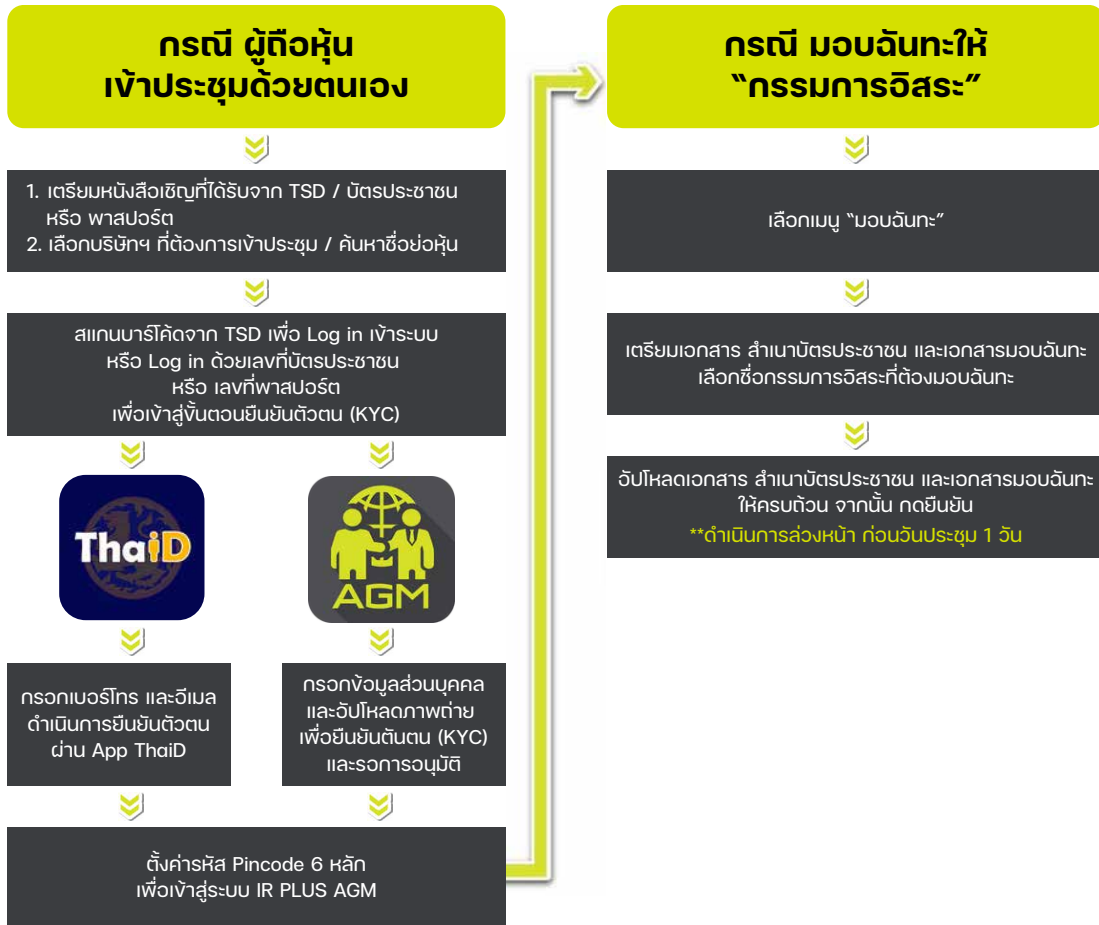 กรณี ผู้ถือหุ้น
เข้าประชุมด้วยตนเอง
1. เตรียมหนังสือเชิญที่ได้รับจาก TSD / บัตรประชาชน
หรือ พาสปอร์ต
2. เลือกบริษัทฯ ที่ต้องการเข้าประชุม / ค้นหาชื่อย่อหุ้น
สแกนบาร์โค้ดจาก TSD เพื่อ Log in เข้าระบบ
หรือ Log in ด้วยเลขที่บัตรประชาชน
หรือ เลขที่พาสปอร์ต
เพื่อเข้าสู่ขั้นตอนยืนยันตัวตน (KYC)
ThaiD
AGM
กรอกเบอร์โทร และอีเมล
ดำเนินการยืนยันตัวตน
ผ่าน App ThaiD
กรอกข้อมูลส่วนบุคคล
และอัปโหลดภาพถ่าย
เพื่อยืนยันตันตน (KYC)
และรอการอนุมัติ
ตั้งค่ารหัส Pincode 6 หลัก
เพื่อเข้าสู่ระบบ IR PLUS AGM
กรณี มอบฉันทะให้
“กรรมการอิสระ”
เลือกเมนู “มอบฉันทะ”
เตรียมเอกสาร สำเนาบัตรประชาชน และเอกสารมอบฉันทะ
เลือกชื่อกรรมการอิสระที่ต้องมอบฉันทะ
อัปโหลดเอกสาร สำเนาบัตรประชาชน และเอกสารมอบฉันทะ
ให้ครบถ้วน จากนั้น กดยืนยัน
**ดำเนินการล่วงหน้า ก่อนวันประชุม 1 วัน